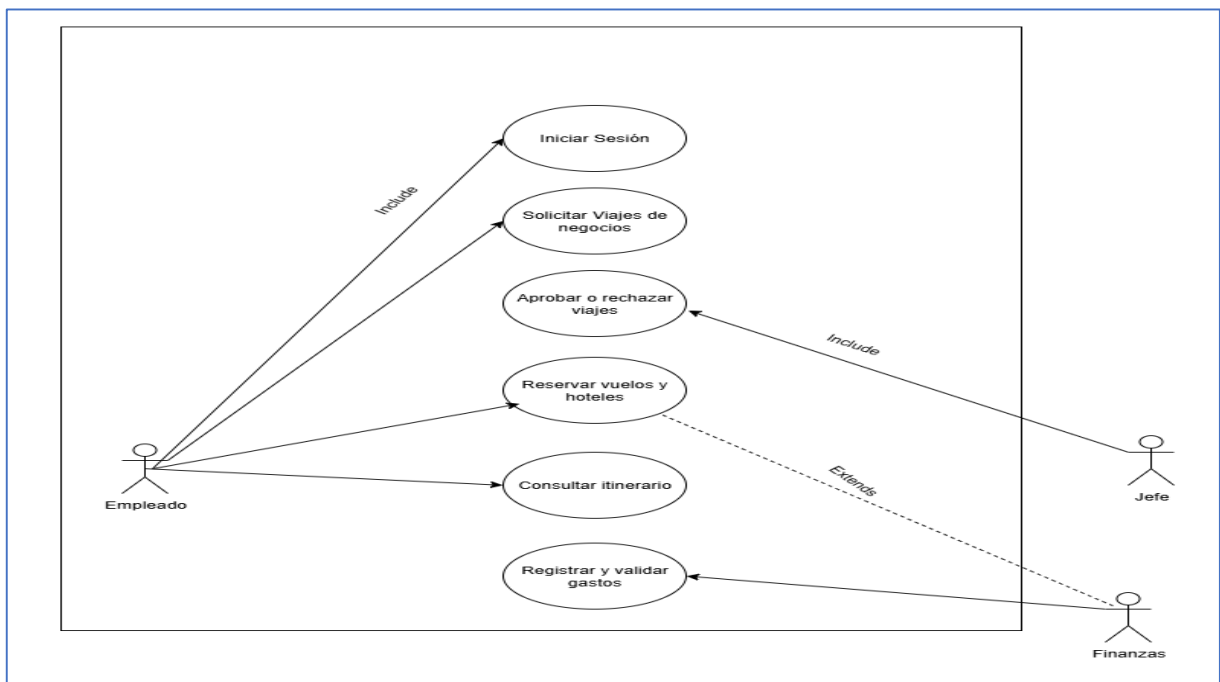 Iniciar Sesión
Include
Solicitar Viajes de
negocios
Aprobar o rechazar
viajes
Include
Reservar vuelos y
hoteles
Extends
Consultar itinerario
Empleado
Jefe
Registrar y validar
gastos
Finanzas